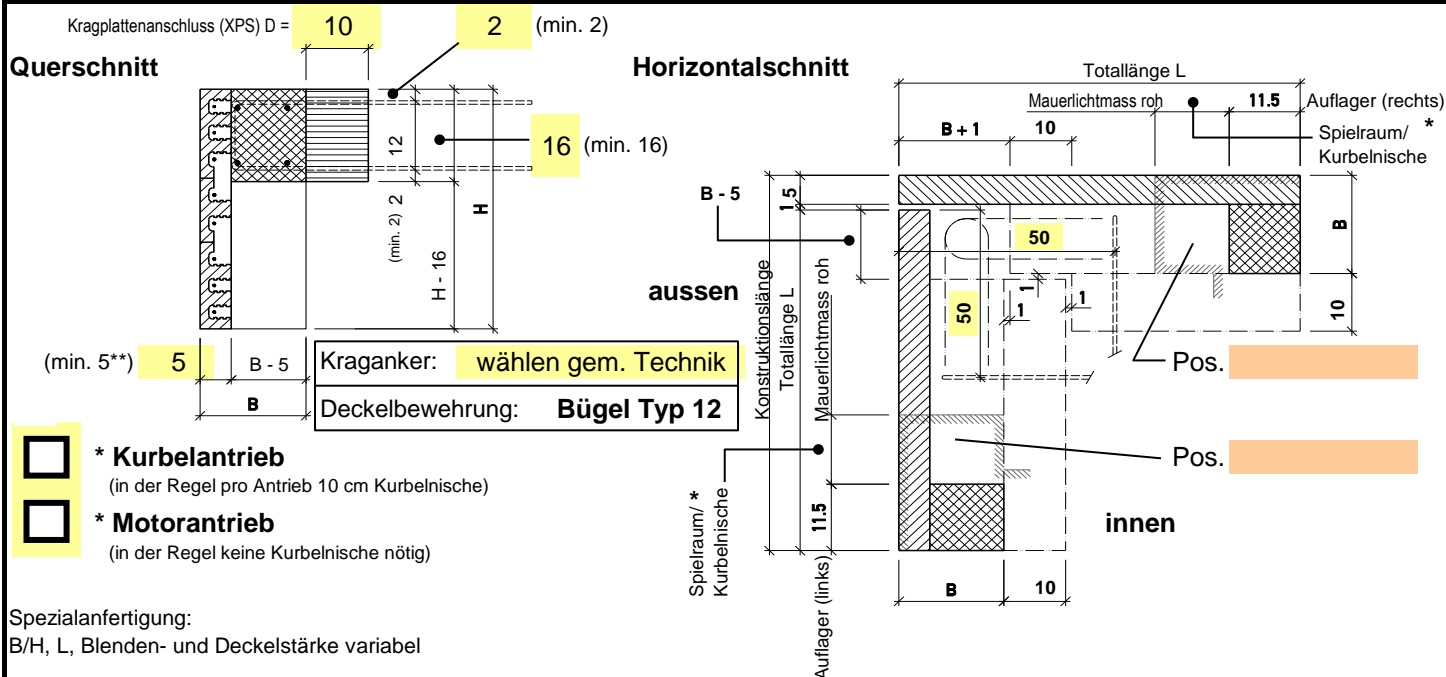 Kragplattenanschluss (XPS) D = 10 2 (min. 2)
Querschnitt
12
16 (min. 16)
(min. 2) 2
H - 16
H
(min. 5**) 5 B - 5
B
Kraganker: wählen gem. Technik
Deckelbewehrung: Bügel Typ 12
* Kurbelantrieb
(in der Regel pro Antrieb 10 cm Kurbelnische)
* Motorantrieb
(in der Regel keine Kurbelnische nötig)
Spezialanfertigung:
B/H, L, Blenden- und Deckelstärke variabel
Horizontalschnitt
Totallänge L
Mauerlichtmass roh 11.5 Auflager (rechts)
B + 1 10
Spielraum/ *
Kurbelnische
B - 5
1 5
50
50
1
1
1
B
10
aussen
Konstruktionslänge
Totallänge L
Mauerlichtmass roh
Pos.
Pos.
innen
Spielraum/ *
Kurbelnische
11.5
Auflager (links)
B 10